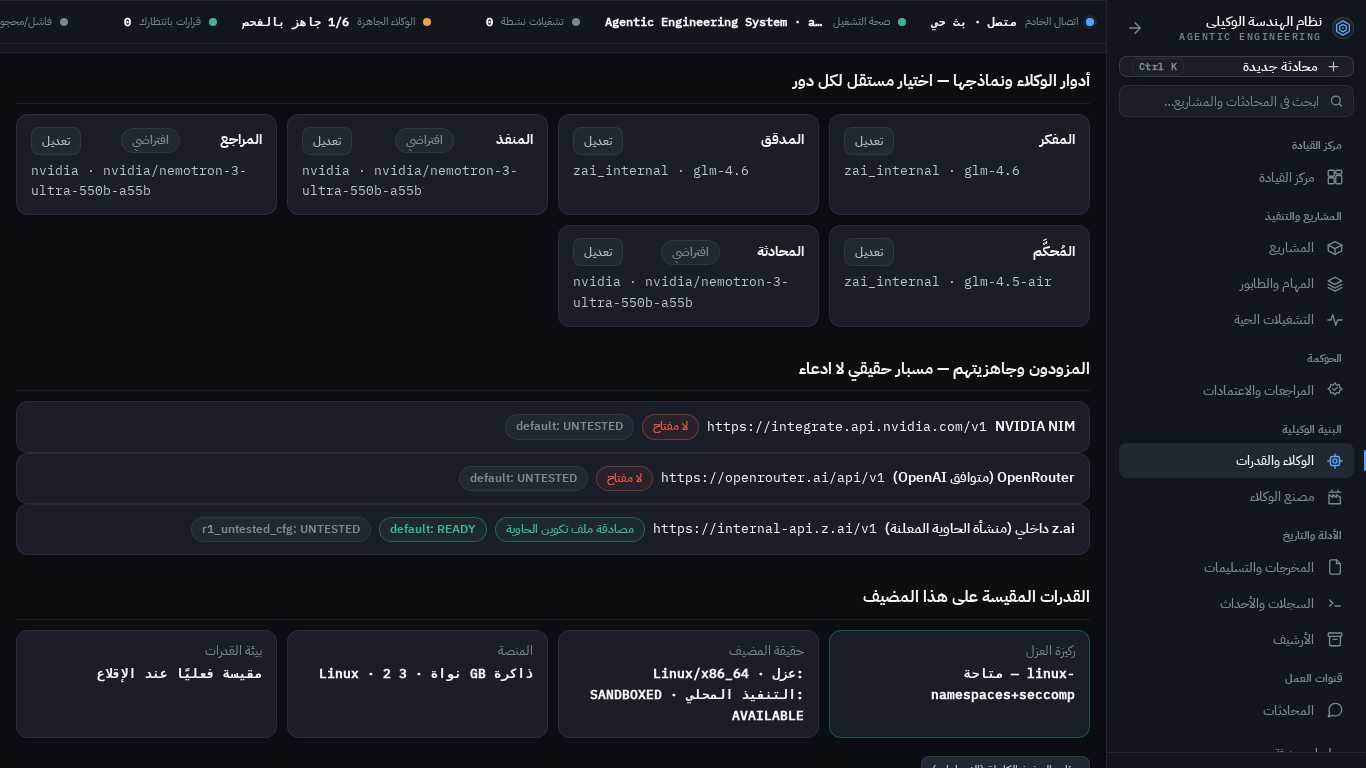 نظام الهندسة الوكيلي
AGENTIC ENGINEERING
محادثة جديدة
Ctrl K
ابحث في المحادثات والمشاريع...
مركز القيادة
مركز القيادة
المشاريع والتنفيذ
المشاريع
المهام والطابور
التشغيلات الحية
الحوكمة
المراجعات والاعتمادات
البنية الوكيلية
الوكلاء والقدرات
مصنع الوكلاء
الأدلة والتاريخ
المخرجات والتسليمات
السجلات والأحداث
الأرشيف
قنوات العمل
المحادثات
اتصال الخادم متصل · بث حي
صحة التشغيل Agentic Engineering System · a…
تشغيلات نشطة 0
الوكلاء الجاهزة 1/6 جاهز بالفحص
قرارات بانتظارك 0
أدوار الوكلاء ونماذجها — اختيار مستقل لكل دور
المفكر تعديل
zai_internal · glm-4.6
المدقق تعديل
zai_internal · glm-4.6
المنفذ افتراضي تعديل
nvidia · nvidia/nemotron-3-
ultra-550b-a55b
المراجع افتراضي تعديل
nvidia · nvidia/nemotron-3-
ultra-550b-a55b
المُحكَّم تعديل
zai_internal · glm-4.5-air
المحادثة افتراضي تعديل
nvidia · nvidia/nemotron-3-
ultra-550b-a55b
المزودون وجاهزيتهم — مسبار حقيقي لا ادعاء
NVIDIA NIM https://integrate.api.nvidia.com/v1 لا مفتاح default: UNTESTED
OpenRouter (متوافق OpenAI) https://openrouter.ai/api/v1 لا مفتاح default: UNTESTED
z.ai داخلي (منشأة الحاوية المعلنة) https://internal-api.z.ai/v1 مصادقة ملف تكوين الحاوية default: READY r1_untested_cfg: UNTESTED
القدرات المقيسة على هذا المضيف
ركيزة العزل
متاحة — linux-
namespaces+seccomp
حقيقة المضيف
Linux/x86_64 · عزل:
SANDBOXED · التنفيذ المحلي:
AVAILABLE
المنصة
Linux · 2 نواة · 3 GB ذاكرة
بيئة القدرات
مقيسة فعليًا عند الإقلاع